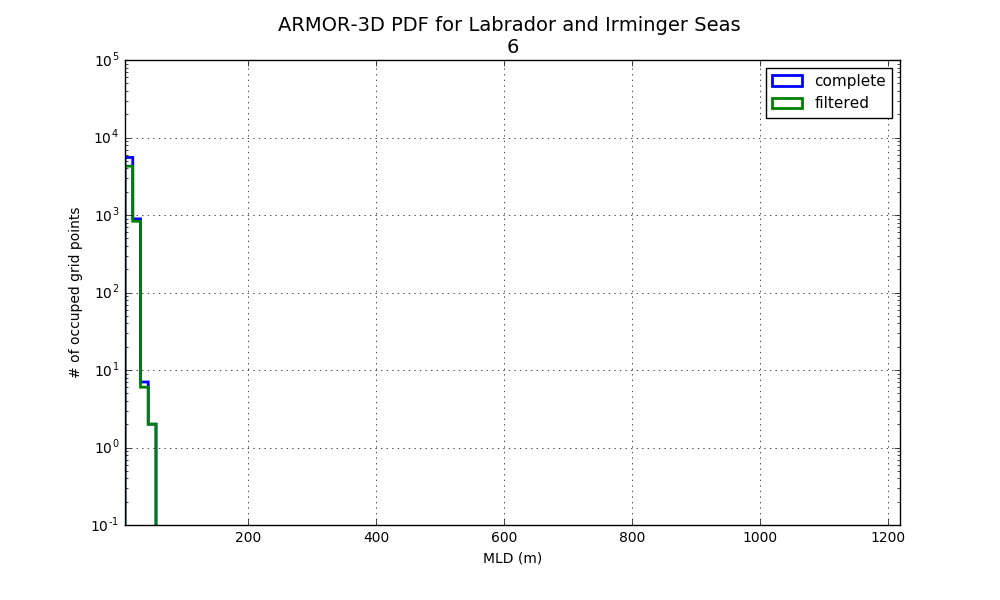 ARMOR-3D PDF for Labrador and Irminger Seas
6
complete
filtered
# of occuped grid points
10^5
10^4
10^3
10^2
10^1
10^0
10^-1
200 400 600 800 1000 1200
MLD (m)